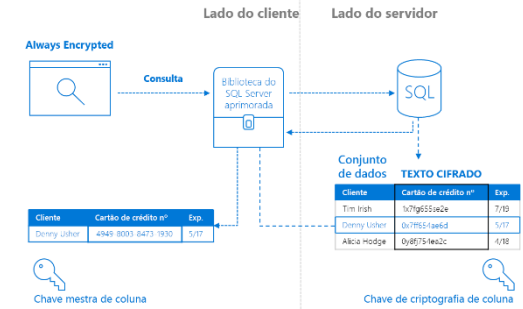 Lado do cliente
Lado do servidor
Always Encrypted
Consulta
Biblioteca do
SQL Server
aprimorada
SQL
Conjunto
de dados
TEXTO CIFRADO
Cliente Cartão de crédito nº Exp.
Tim Irish 1x7fg655se2e 7/19
Denny Usher 0x7ff654ae6d 5/17
Alicia Hodge 0y8fj754ea2c 4/18
Cliente Cartão de crédito nº Exp.
Denny Usher 4949-8003-8473-1930 5/17
Chave mestra de coluna
Chave de criptografia de coluna